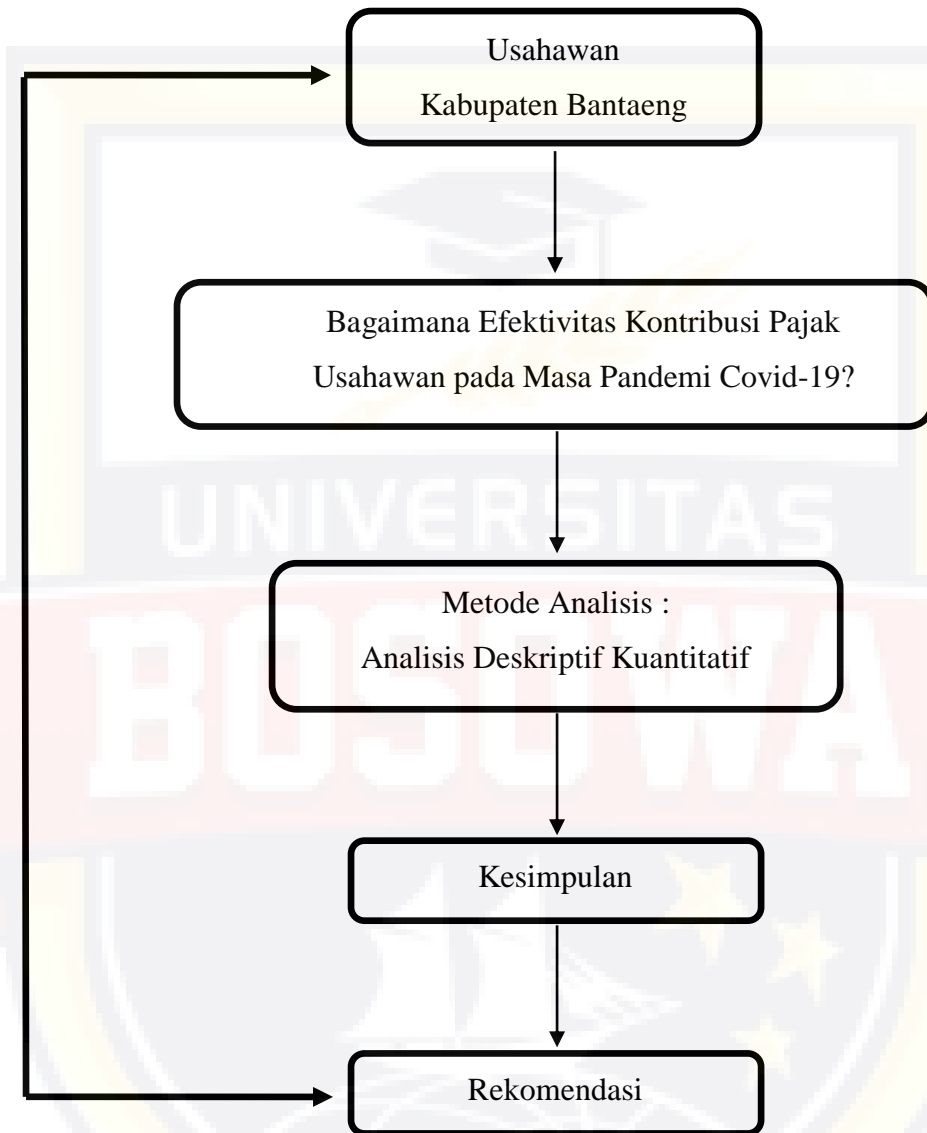 Usahawan
Kabupaten Bantaeng
Bagaimana Efektivitas Kontribusi Pajak
Usahawan pada Masa Pandemi Covid-19?
UNIVERSITAS
Metode Analisis :
Analisis Deskriptif Kuantitatif
BOSOWA
Kesimpulan
Rekomendasi